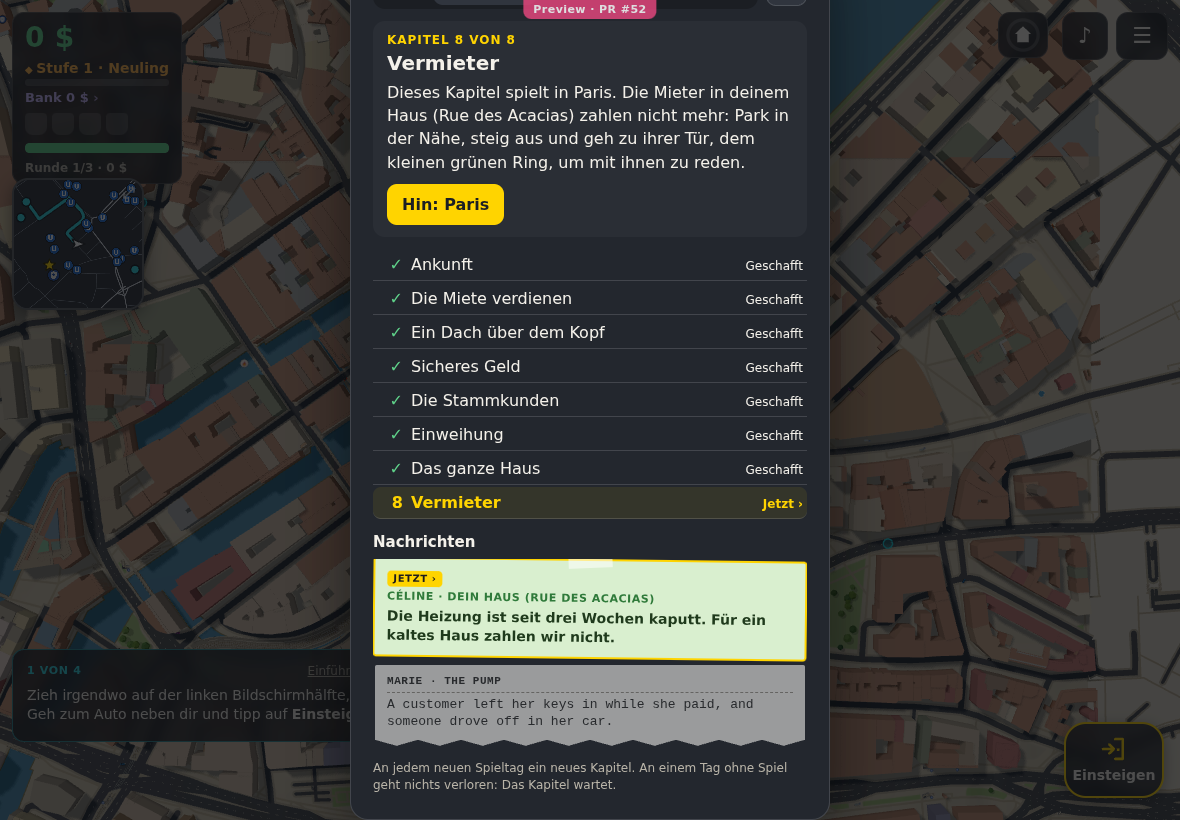 Preview · PR #52
0 $
Stufe 1 · Neuling
Bank 0 $ ›
Runde 1/3 · 0 $
KAPITEL 8 VON 8
Vermieter
Dieses Kapitel spielt in Paris. Die Mieter in deinem
Haus (Rue des Acacias) zahlen nicht mehr: Park in
der Nähe, steig aus und geh zu ihrer Tür, dem
kleinen grünen Ring, um mit ihnen zu reden.
Hin: Paris
✓ Ankunft Geschafft
✓ Die Miete verdienen Geschafft
✓ Ein Dach über dem Kopf Geschafft
✓ Sicheres Geld Geschafft
✓ Die Stammkunden Geschafft
✓ Einweihung Geschafft
✓ Das ganze Haus Geschafft
8 Vermieter Jetzt ›
Nachrichten
JETZT ›
CÉLINE · DEIN HAUS (RUE DES ACACIAS)
Die Heizung ist seit drei Wochen kaputt. Für ein
kaltes Haus zahlen wir nicht.
MARIE · THE PUMP
A customer left her keys in while she paid, and
someone drove off in her car.
An jedem neuen Spieltag ein neues Kapitel. An einem Tag ohne Spiel
geht nichts verloren: Das Kapitel wartet.
1 VON 4
Zieh irgendwo auf der linken Bildschirmhälfte,
Geh zum Auto neben dir und tipp auf
Einsteigen